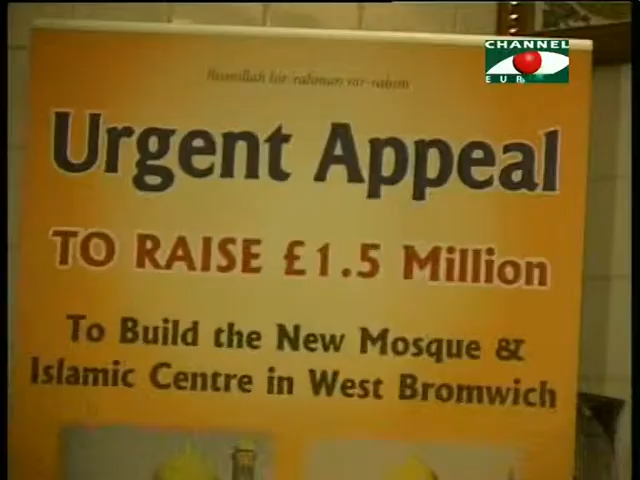 CHANNEL
EUR
Bismillah hir-rahman nir-rahim
Urgent Appeal
TO RAISE £1.5 Million
To Build the New Mosque &
Islamic Centre in West Bromwich